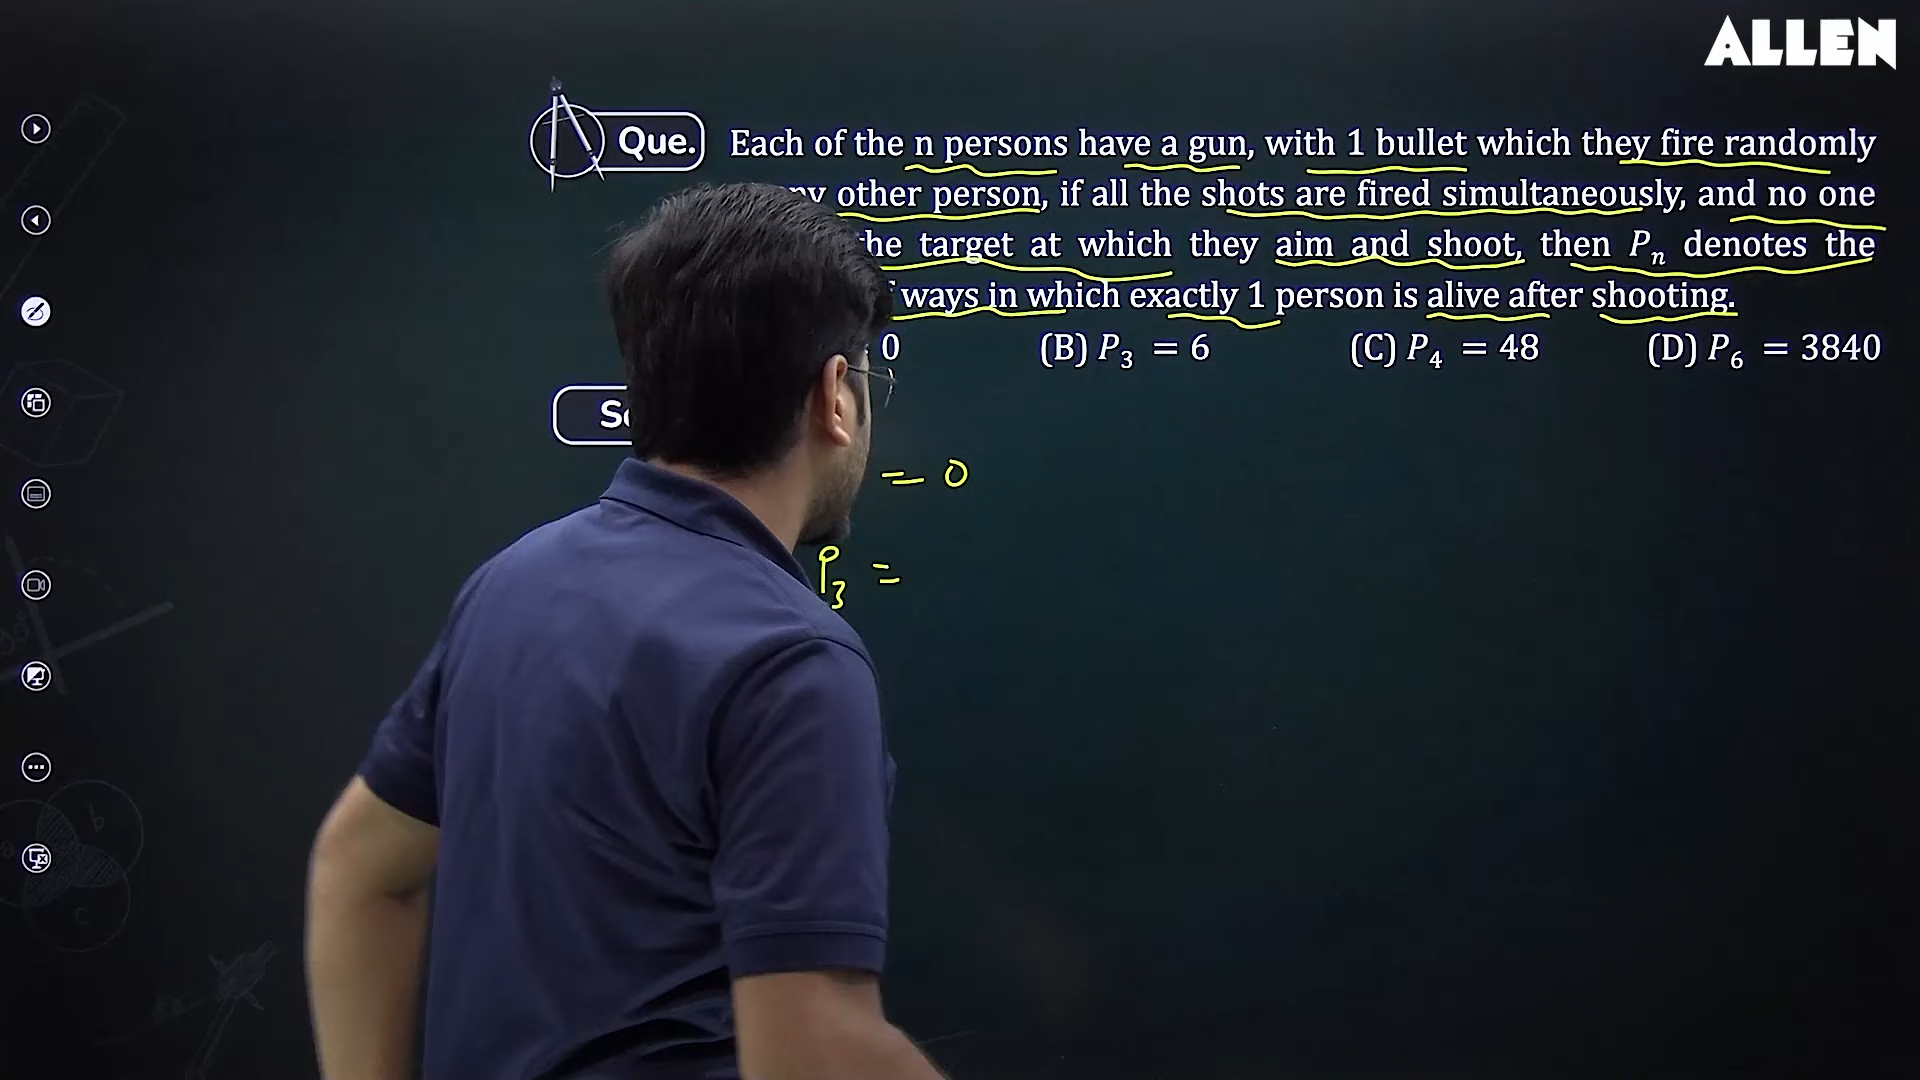 ALLEN
Que. Each of the n persons have a gun, with 1 bullet which they fire randomly
other person, if all the shots are fired simultaneously, and no one
the target at which they aim and shoot, then Pₙ denotes the
ways in which exactly 1 person is alive after shooting.
0 (B) P₃ = 6 (C) P₄ = 48 (D) P₆ = 3840
= 0
P₃ =
b
c